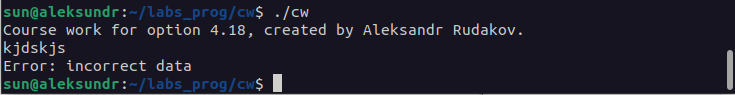 sun@aleksundr:~/labs_prog/cw$ ./cw
Course work for option 4.18, created by Aleksandr Rudakov.
kjdskjs
Error: incorrect data
sun@aleksundr:~/labs_prog/cw$